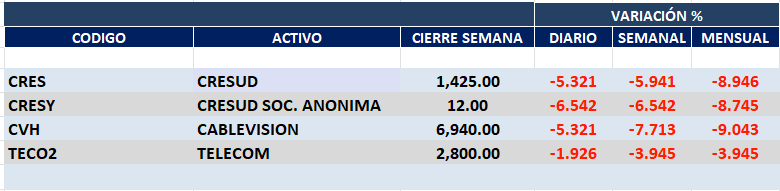 VARIACIÓN %
CODIGO ACTIVO CIERRE SEMANA DIARIO SEMANAL MENSUAL
CRES CRESUD 1,425.00 -5.321 -5.941 -8.946
CRESY CRESUD SOC. ANONIMA 12.00 -6.542 -6.542 -8.745
CVH CABLEVISION 6,940.00 -5.321 -7.713 -9.043
TECO2 TELECOM 2,800.00 -1.926 -3.945 -3.945